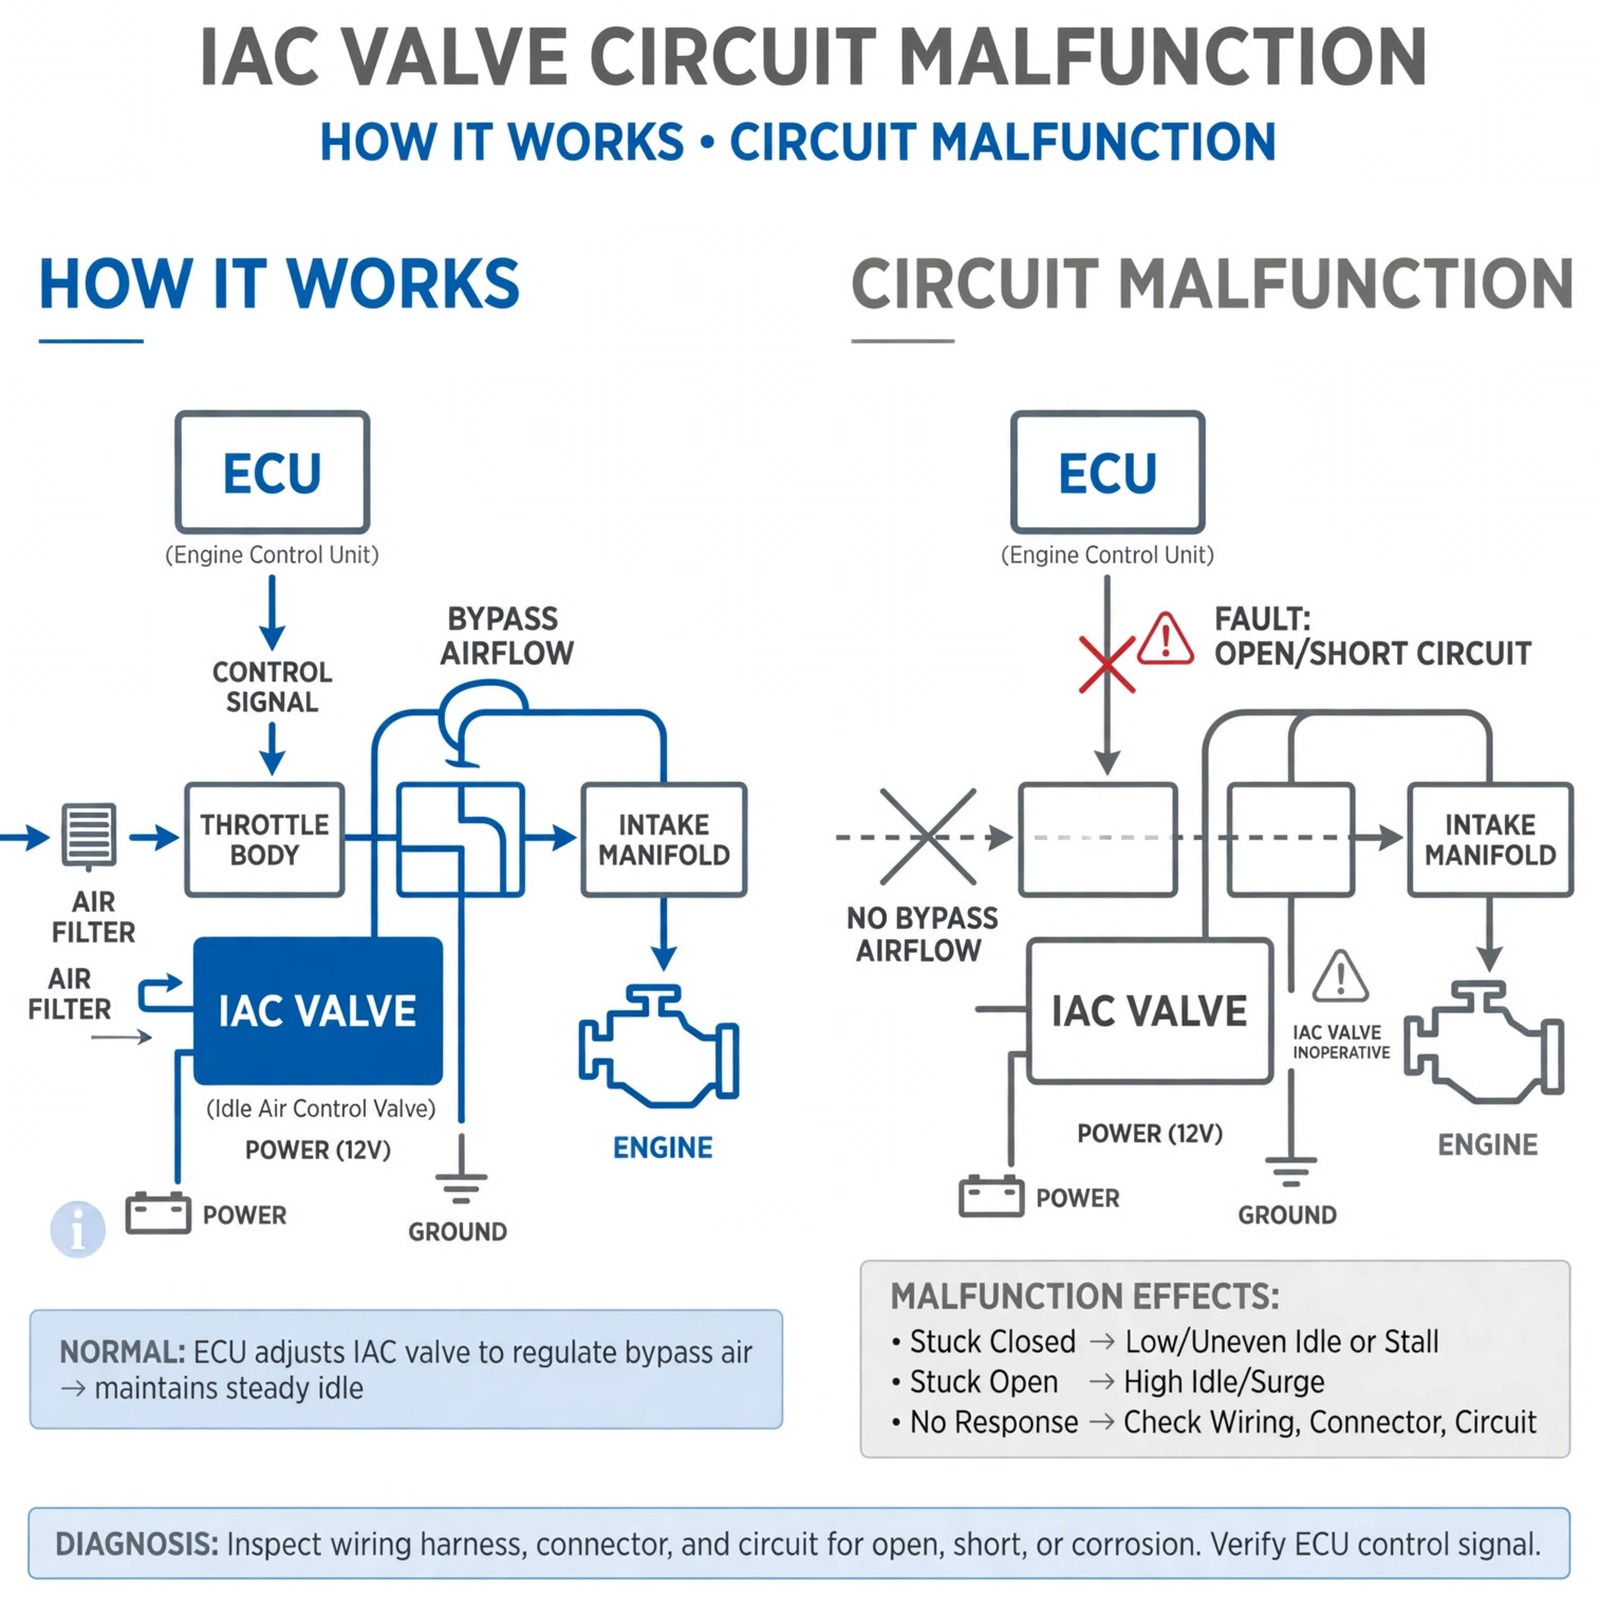 IAC VALVE CIRCUIT MALFUNCTION
HOW IT WORKS • CIRCUIT MALFUNCTION
HOW IT WORKS
ECU
(Engine Control Unit)
CONTROL
SIGNAL
BYPASS
AIRFLOW
THROTTLE
BODY
INTAKE
MANIFOLD
AIR
FILTER
AIR
FILTER
IAC VALVE
(Idle Air Control Valve)
POWER (12V)
POWER
GROUND
ENGINE
i
NORMAL: ECU adjusts IAC valve to regulate bypass air
→ maintains steady idle
CIRCUIT MALFUNCTION
ECU
(Engine Control Unit)
FAULT:
OPEN/SHORT CIRCUIT
INTAKE
MANIFOLD
NO BYPASS
AIRFLOW
IAC VALVE
IAC VALVE
INOPERATIVE
POWER (12V)
POWER
GROUND
ENGINE
MALFUNCTION EFFECTS:
• Stuck Closed → Low/Uneven Idle or Stall
• Stuck Open → High Idle/Surge
• No Response → Check Wiring, Connector, Circuit
DIAGNOSIS: Inspect wiring harness, connector, and circuit for open, short, or corrosion. Verify ECU control signal.